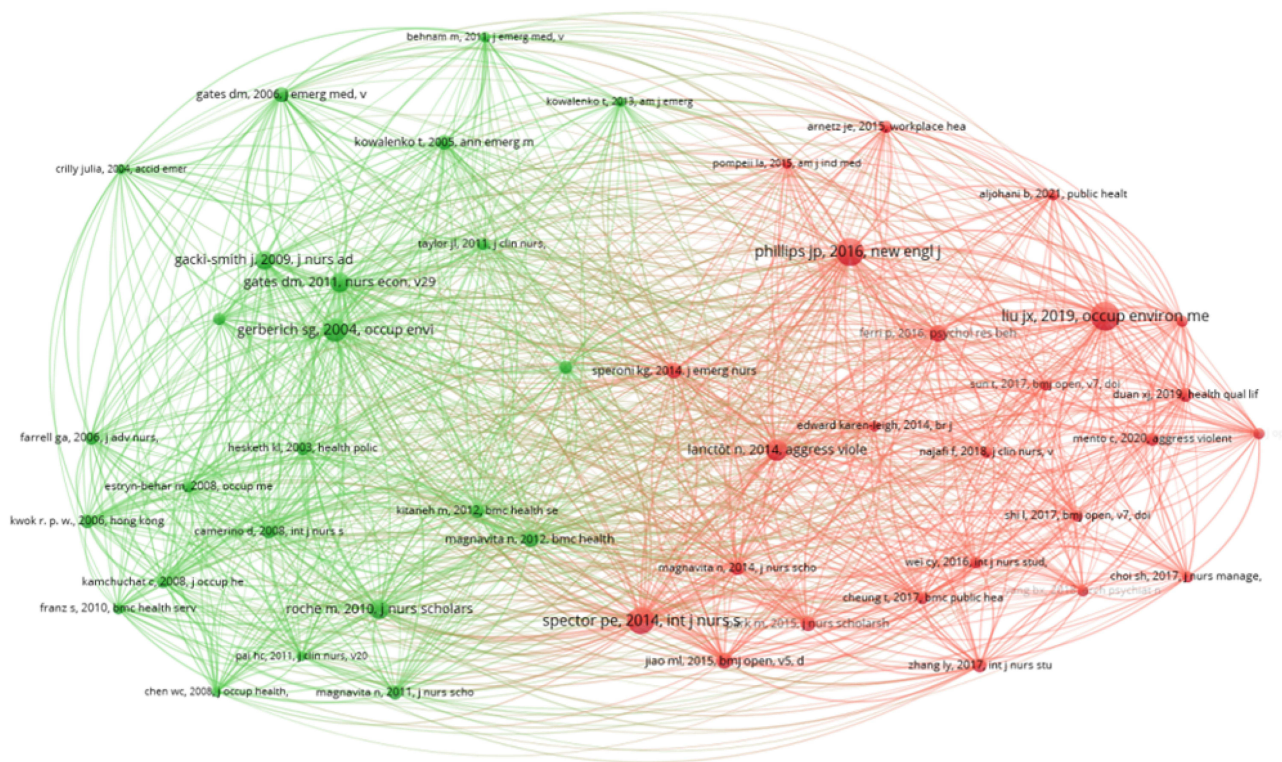 behnam m, 2011, j emerg med, v
gates dm, 2006, j emerg med, v
kowalenko t, 2013, am j emerg
arnetz je, 2015, workplace hea
kowalenko t, 2005, ann emerg m
pompeii la, 2015, am j ind med
crilly julia, 2004, accid emer
aljohani b, 2021, public healt
taylor jl, 2011, j clin nurs,
phillips jp, 2016, new engl j
gacki-smith j, 2009, j nurs ad
gates dm, 2011, nurs econ, v29
liu jx, 2019, occup environ me
gerberich sg, 2004, occup envi
ferri p, 2016, psychol res beh
speroni kg, 2014, j emerg nurs
sun t, 2017, bmj open, v7, doi
duan xj, 2019, health qual lif
edward karen-leigh, 2014, br j
farrell ga, 2006, j adv nurs,
mento c, 2020, aggress violent
hesketh kl, 2003, health polic
lanctôt n, 2014, aggress viole
najafi f, 2018, j clin nurs, v
estryn-behar m, 2008, occup me
kitaneh m, 2012, bmc health se
shi l, 2017, bmj open, v7, doi
kwok r. p. w., 2006, hong kong
camerino d, 2008, int j nurs s
magnavita n, 2012, bmc health
wei cy, 2016, int j nurs stud,
magnavita n, 2014, j nurs scho
choi sh, 2017, j nurs manage,
kamchuchat c, 2008, j occup he
cheung t, 2017, bmc public hea
franz s, 2010, bmc health serv
roche m, 2010, j nurs scholars
spector pe, 2014, int j nurs s
park m, 2015, j nurs scholarsh
pai hc, 2011, j clin nurs, v20
jiao ml, 2015, bmj open, v5, d
zhang ly, 2017, int j nurs stu
chen wc, 2008, j occup health,
magnavita n, 2011, j nurs scho